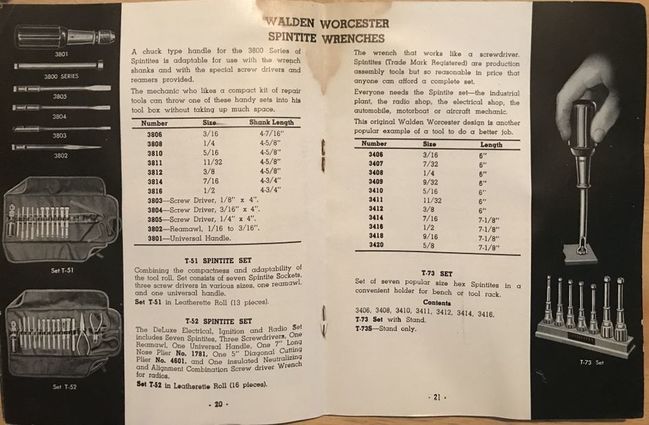 WALDEN WORCESTER
SPINTITE WRENCHES
3801
3800 SERIES
3805
3804
3803
3802
Set T-51
Set T-52
A chuck type handle for the 3800 Series of
Spintites is adaptable for use with the wrench
shanks and with the special screw drivers and
reamers provided.
The mechanic who likes a compact kit of repair
tools can throw one of these handy sets into his
tool box without taking up much space.
Number Size Shank Length
3806 3/16 4-7/16"
3808 1/4 4-5/8"
3810 5/16 4-5/8"
3811 11/32 4-5/8"
3812 3/8 4-5/8"
3814 7/16 4-3/4"
3816 1/2 4-3/4"
3803—Screw Driver, 1/8" x 4".
3804—Screw Driver, 3/16" x 4".
3805—Screw Driver, 1/4" x 4".
3802—Reamawl, 1/16 to 3/16".
3801—Universal Handle.
T-51 SPINTITE SET
Combining the compactness and adaptability of
the tool roll. Set consists of seven Spintite Sockets,
three screw drivers in various sizes, one reamawl,
and one universal handle.
Set T-51 in Leatherette Roll (13 pieces).
T-52 SPINTITE SET
The DeLuxe Electrical, Ignition and Radio Set
includes Seven Spintites, Three Screwdrivers, One
Reamawl, One Universal Handle, One 7" Long
Nose Plier No. 1781, One 5" Diagonal Cutting
Plier No. 4601, and One Insulated Neutralizing
and Alignment Combination Screw driver Wrench
for radios.
Set T-52 in Leatherette Roll (16 pieces).
- 20 -
The wrench that works like a screwdriver.
Spintites (Trade Mark Registered) are production
assembly tools but so reasonable in price that
anyone can afford a complete set.
Everyone needs the Spintite set—the industrial
plant, the radio shop, the electrical shop, the
automobile, motorboat or aircraft mechanic.
This original Walden Worcester design is another
popular example of a tool to do a better job.
Number Size Shank Length
3406 3/16 6"
3407 7/32 6"
3408 1/4 6"
3409 9/32 6"
3410 5/16 6"
3411 11/32 6"
3412 3/8 6"
3414 7/16 7-1/8"
3416 1/2 7-1/8"
3418 9/16 7-1/8"
3420 5/8 7-1/8"
T-73 SET
Set of seven popular size hex Spintites in a
convenient holder for bench or tool rack.
Contents
3406, 3408, 3410, 3411, 3412, 3414, 3416.
T-73 Set with Stand.
T-73S—Stand only.
- 21 -
T-73 Set